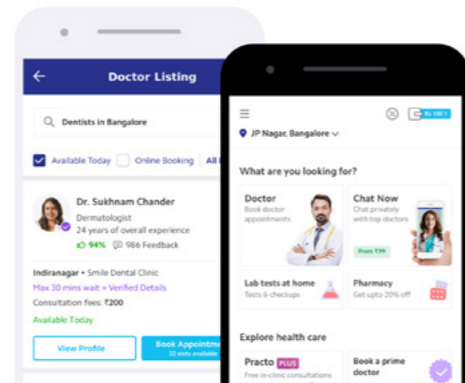 Doctor Listing
Dentists in Bangalore
Available Today
Online Booking
All
Dr. Sukhnam Chander
Dermatologist
24 years of overall experience
94%
986 Feedback
Indiranagar • Smile Dental Clinic
Max 30 mins wait • Verified Details
Consultation fees: ₹200
Available Today
View Profile
Book Appointme
22 slots available
JP Nagar, Bangalore
What are you looking for?
Doctor
Book doctor
appointments
Chat Now
Chat privately
with top doctors
From ₹99
Lab tests at home
Tests & checkups
Pharmacy
Get upto 20% off
Explore health care
Practo PLUS
Free in-clinic consultations
Book a prime
doctor